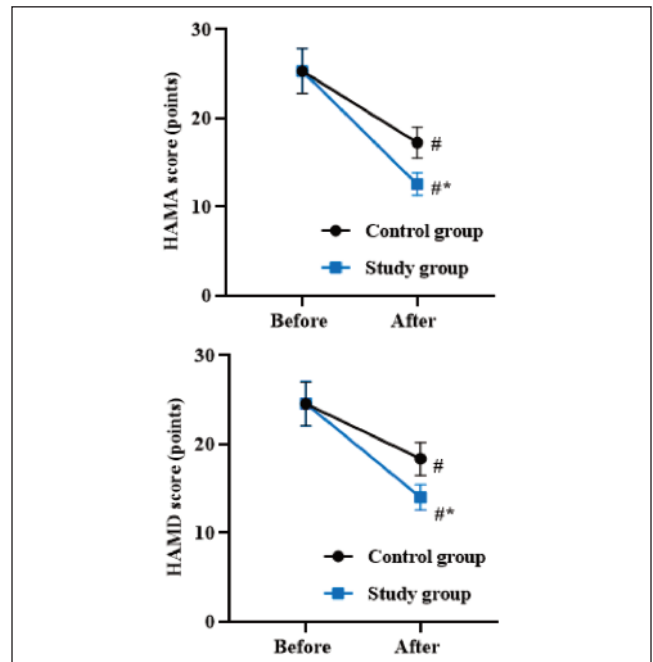 30
20
10
0
HAMA score (points)
#
#*
Control group
Study group
Before After
30
20
10
0
HAMD score (points)
#
#*
Control group
Study group
Before After